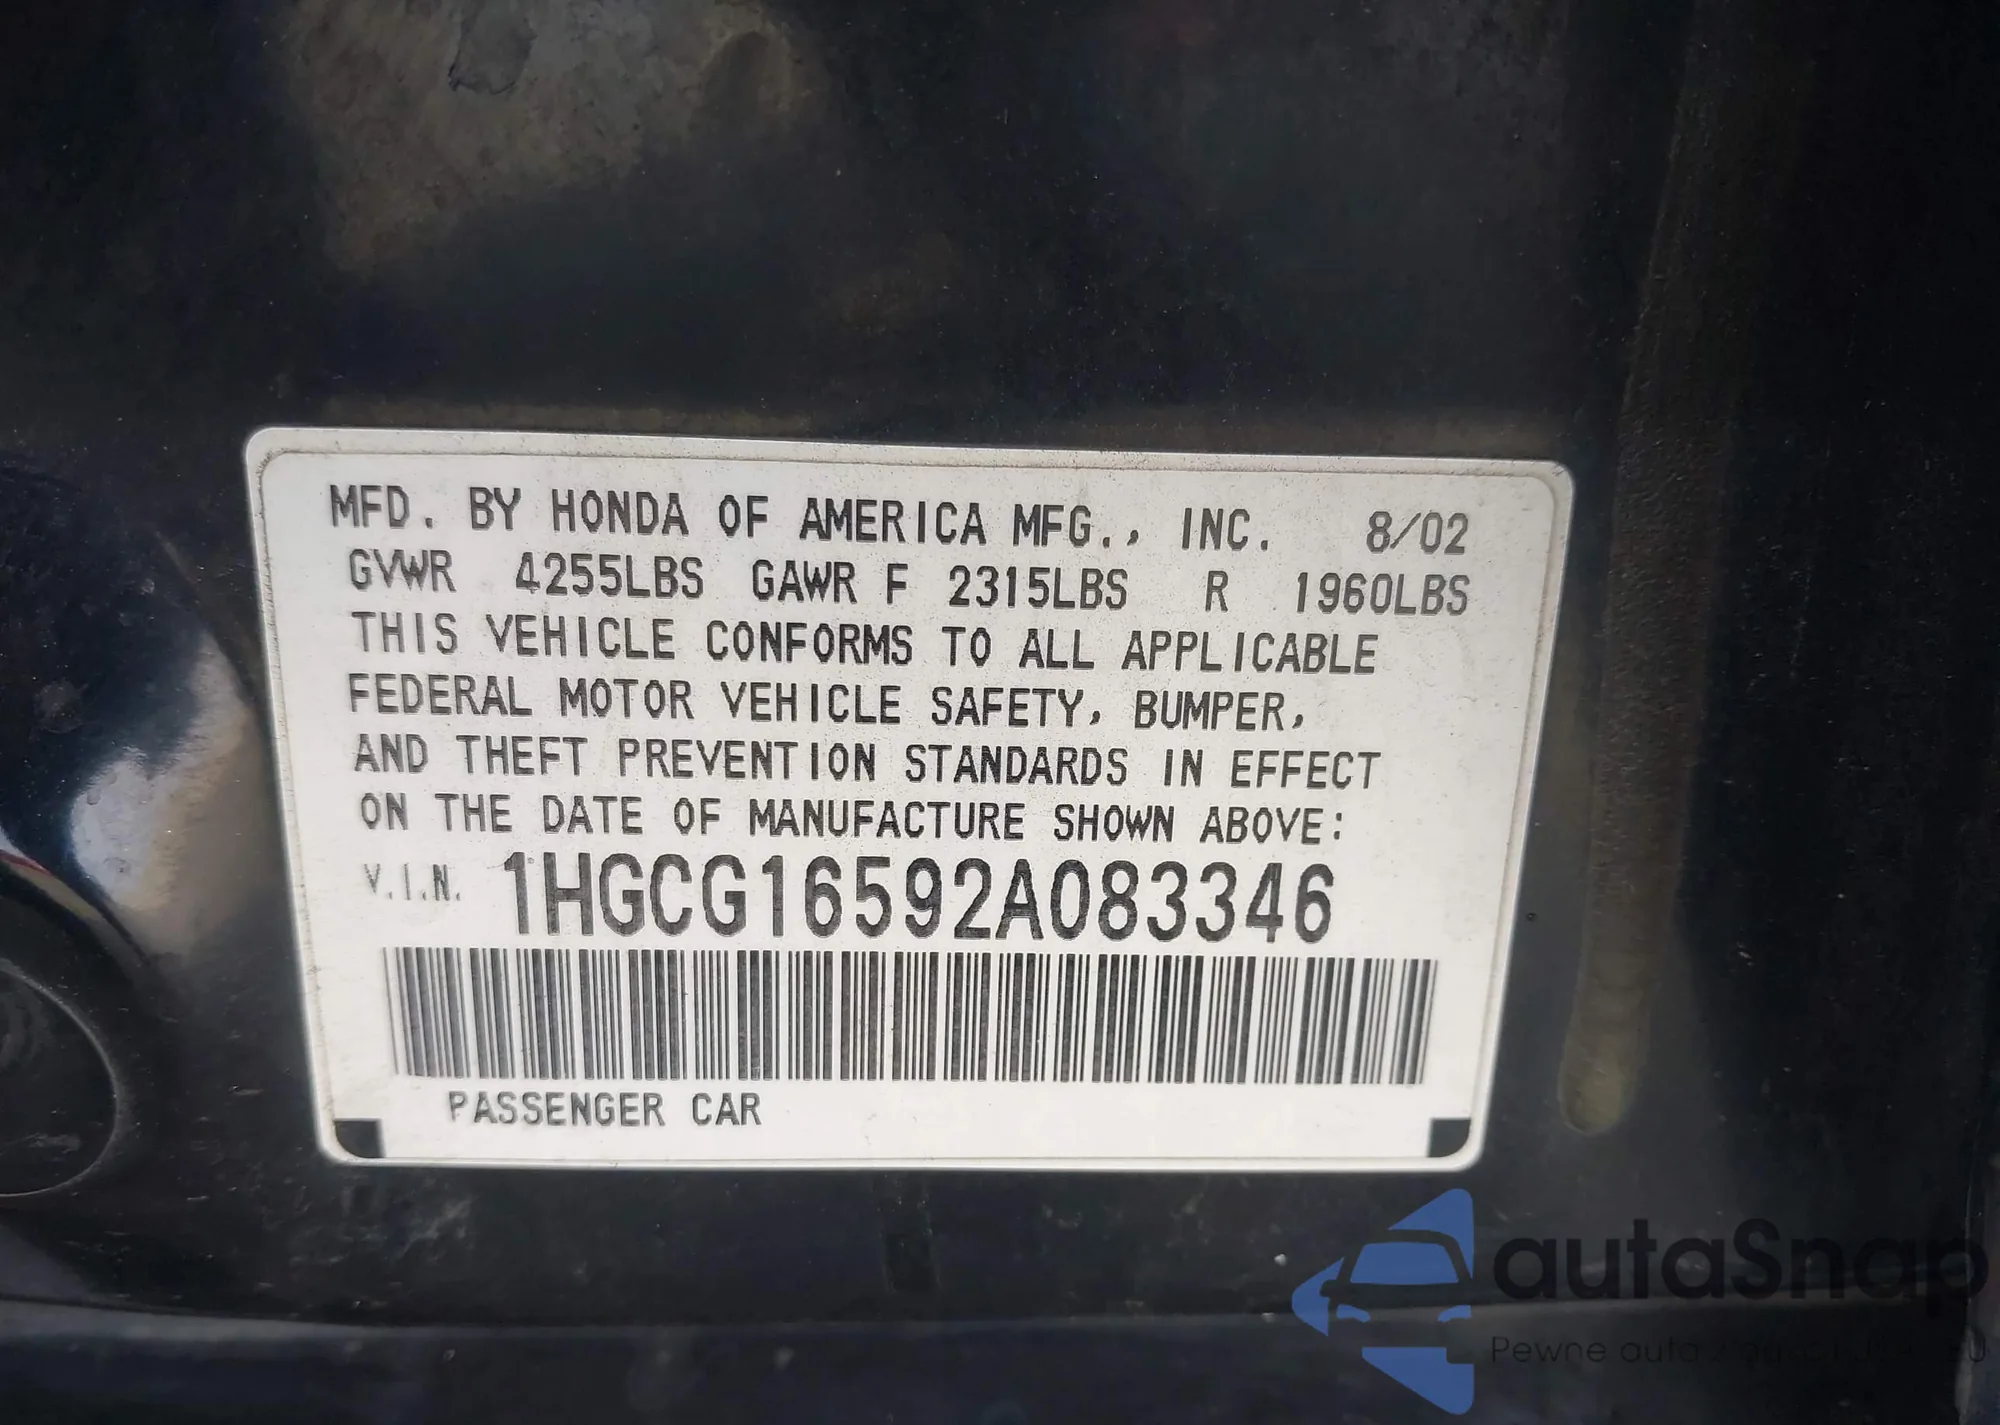 MFD. BY HONDA OF AMERICA MFG., INC. 8/02
GVWR 4255LBS GAWR F 2315LBS R 1960LBS
THIS VEHICLE CONFORMS TO ALL APPLICABLE
FEDERAL MOTOR VEHICLE SAFETY, BUMPER,
AND THEFT PREVENTION STANDARDS IN EFFECT
ON THE DATE OF MANUFACTURE SHOWN ABOVE:
V.I.N. 1HGCG16592A083346
PASSENGER CAR
autaSnap
Pewne auta z